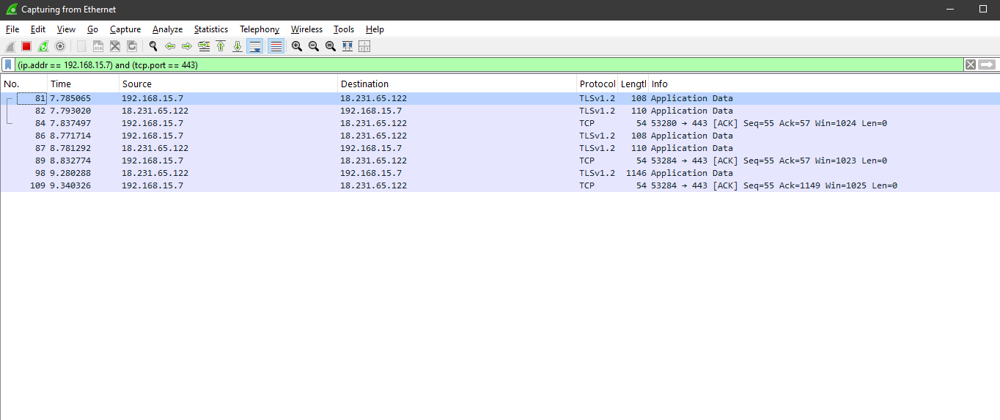 Capturing from Ethernet
File Edit View Go Capture Analyze Statistics Telephony Wireless Tools Help
(ip.addr == 192.168.15.7) and (tcp.port == 443)
No. Time Source Destination Protocol Lengtl Info
81 7.785065 192.168.15.7 18.231.65.122 TLSv1.2 108 Application Data
82 7.793020 18.231.65.122 192.168.15.7 TLSv1.2 110 Application Data
84 7.837497 192.168.15.7 18.231.65.122 TCP 54 53280 → 443 [ACK] Seq=55 Ack=57 Win=1024 Len=0
86 8.771714 192.168.15.7 18.231.65.122 TLSv1.2 108 Application Data
87 8.781292 18.231.65.122 192.168.15.7 TLSv1.2 110 Application Data
89 8.832774 192.168.15.7 18.231.65.122 TCP 54 53284 → 443 [ACK] Seq=55 Ack=57 Win=1023 Len=0
98 9.280288 18.231.65.122 192.168.15.7 TLSv1.2 1146 Application Data
109 9.340326 192.168.15.7 18.231.65.122 TCP 54 53284 → 443 [ACK] Seq=55 Ack=1149 Win=1025 Len=0